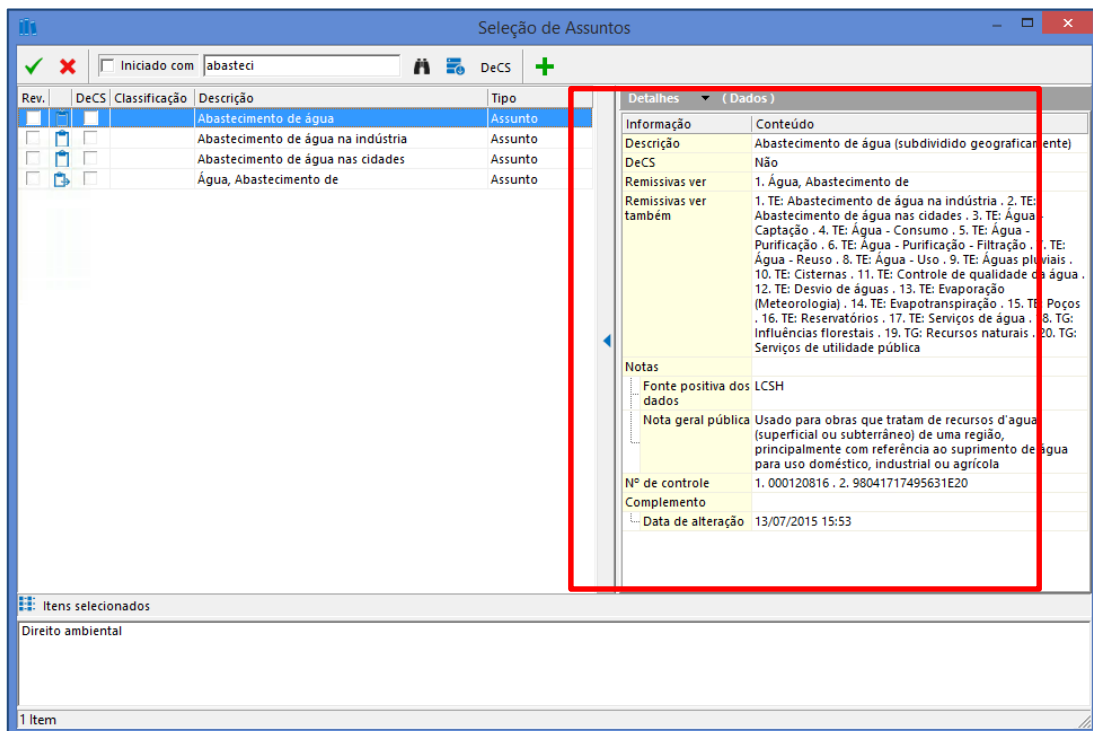 Seleção de Assuntos
Iniciado com abasteci DeCS
Rev. DeCS Classificação Descrição Tipo
Abastecimento de água Assunto
Abastecimento de água na indústria Assunto
Abastecimento de água nas cidades Assunto
Água, Abastecimento de Assunto
Detalhes ( Dados )
Informação Conteúdo
Descrição Abastecimento de água (subdividido geograficamente)
DeCS Não
Remissivas ver 1. Água, Abastecimento de
Remissivas ver 1. TE: Abastecimento de água na indústria . 2. TE:
também Abastecimento de água nas cidades . 3. TE: Água -
Captação . 4. TE: Água - Consumo . 5. TE: Água -
Purificação . 6. TE: Água - Purificação - Filtração . 7. TE:
Água - Reuso . 8. TE: Água - Uso . 9. TE: Águas pluviais .
10. TE: Cisternas . 11. TE: Controle de qualidade da água .
12. TE: Desvio de águas . 13. TE: Evaporação
(Meteorologia) . 14. TE: Evapotranspiração . 15. TE: Poços
. 16. TE: Reservatórios . 17. TE: Serviços de água . 18. TG:
Influências florestais . 19. TG: Recursos naturais . 20. TG:
Serviços de utilidade pública
Notas
Fonte positiva dos LCSH
dados
Nota geral pública Usado para obras que tratam de recursos d'agua
(superficial ou subterrâneo) de uma região,
principalmente com referência ao suprimento de água
para uso doméstico, industrial ou agrícola
Nº de controle 1. 000120816 . 2. 98041717495631E20
Complemento
Data de alteração 13/07/2015 15:53
Itens selecionados
Direito ambiental
1 Item